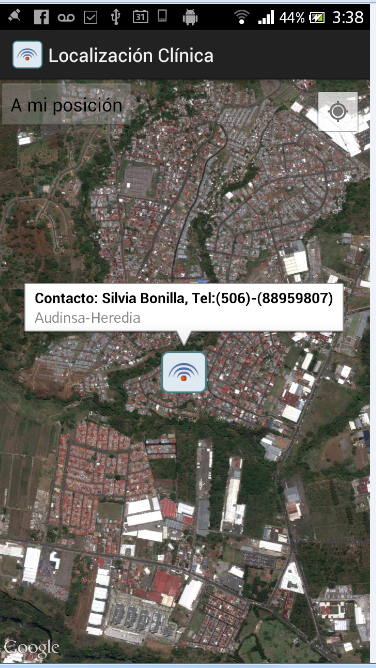 31 44% 3:38
Localización Clínica
A mi posición
Contacto: Silvia Bonilla, Tel:(506)-(88959807)
Audinsa-Heredia
Google